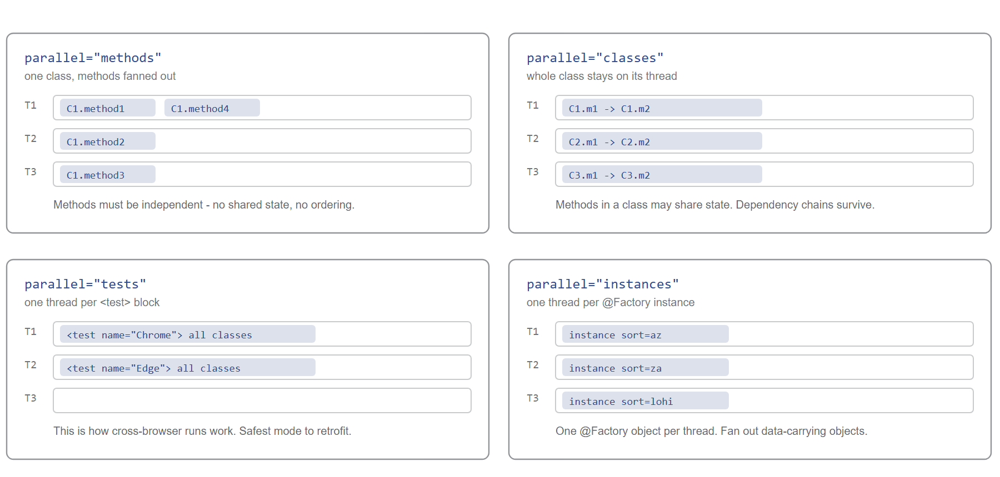 parallel="methods"
one class, methods fanned out
T1 C1.method1 C1.method4
T2 C1.method2
T3 C1.method3
Methods must be independent - no shared state, no ordering.
parallel="classes"
whole class stays on its thread
T1 C1.m1 -> C1.m2
T2 C2.m1 -> C2.m2
T3 C3.m1 -> C3.m2
Methods in a class may share state. Dependency chains survive.
parallel="tests"
one thread per <test> block
T1 <test name="Chrome"> all classes
T2 <test name="Edge"> all classes
T3
This is how cross-browser runs work. Safest mode to retrofit.
parallel="instances"
one thread per @Factory instance
T1 instance sort=az
T2 instance sort=za
T3 instance sort=lohi
One @Factory object per thread. Fan out data-carrying objects.